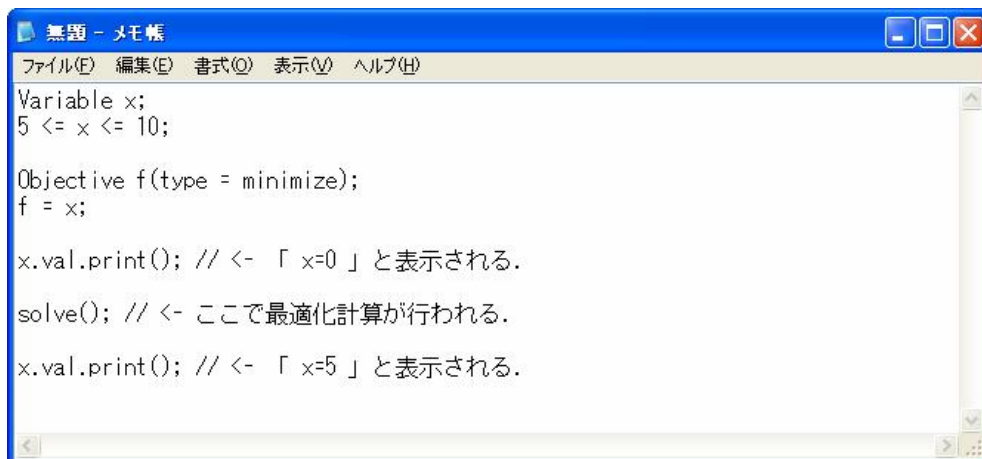 無題 - メモ帳
ファイル(F) 編集(E) 書式(O) 表示(V) ヘルプ(H)
Variable x;
5 <= x <= 10;
Objective f(type = minimize);
f = x;
x.val.print(); // <- 「 x=0 」と表示される.
solve(); // <- ここで最適化計算が行われる.
x.val.print(); // <- 「 x=5 」と表示される.